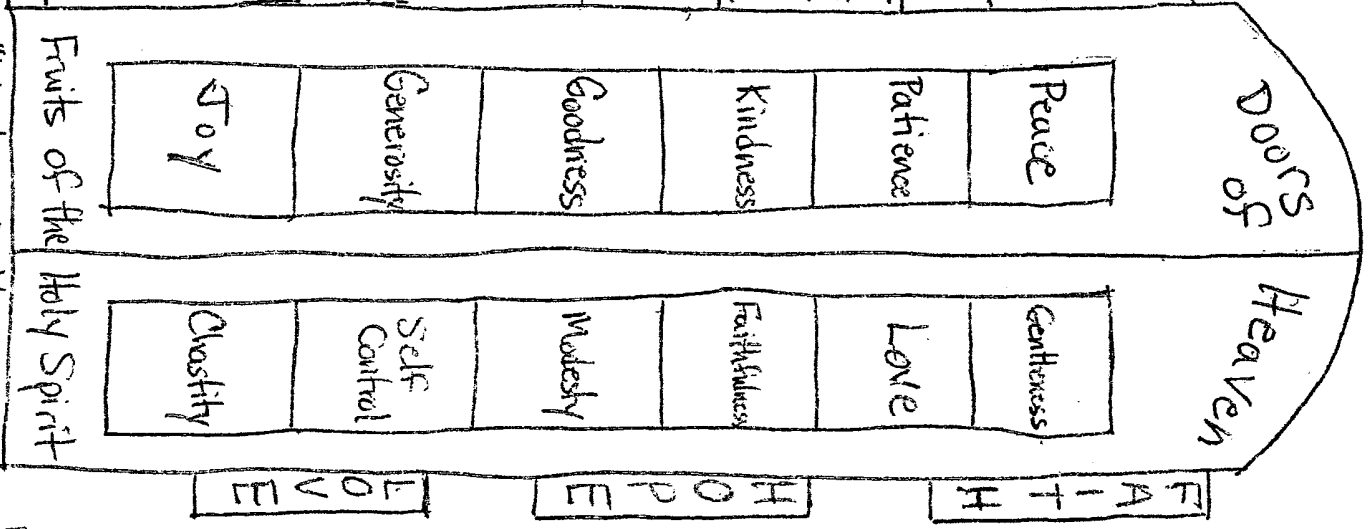 Doors of Heaven
Peace
Gentleness
Patience
Love
Kindness
Faithfulness
Goodness
Modesty
Generosity
Self
Control
Joy
Chastity
Fruits of the Holy Spirit
FAITH
HOPE
LOVE